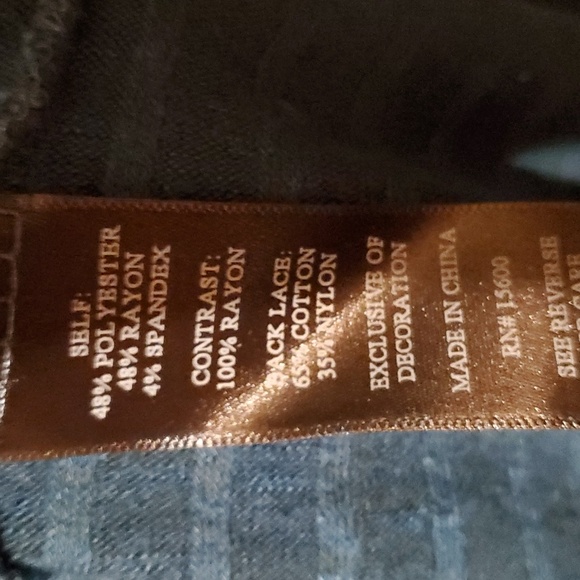 SELF:
48% POLYESTER
48% RAYON
4% SPANDEX
CONTRAST:
100% RAYON
BACK LACE:
65% COTTON
35% NYLON
EXCLUSIVE OF
DECORATION
MADE IN CHINA
RN# 15600
SEE REVERSE